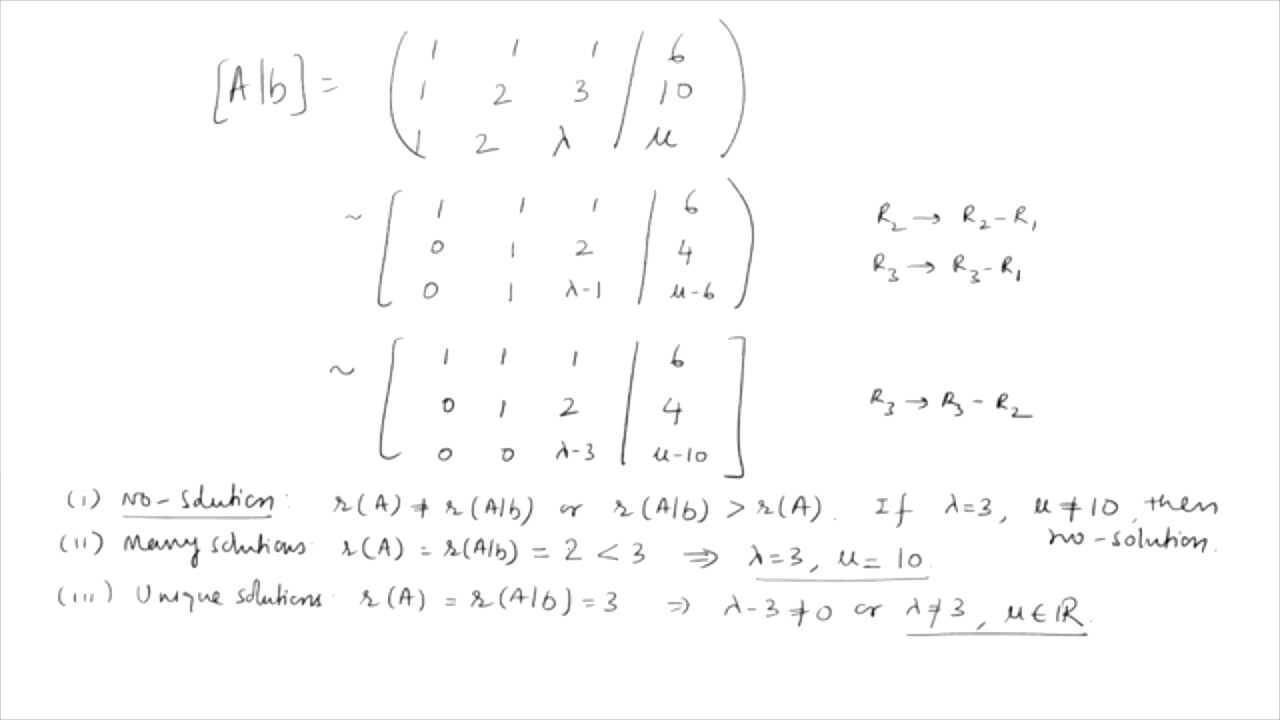 [A|b] = ( 1 1 1 | 6
1 2 3 | 10
1 2 λ | μ )
~ [ 1 1 1 | 6
0 1 2 | 4 R₂ → R₂-R₁
0 1 λ-1 | μ-6 ) R₃ → R₃-R₁
~ [ 1 1 1 | 6
0 1 2 | 4 R₃ → R₃ - R₂
0 0 λ-3 | μ-10 ]
(i) No-solution: r(A) ≠ r(A|b) or r(A|b) > r(A). If λ=3, μ≠10, then
no-solution.
(ii) Many solutions: r(A) = r(A|b) = 2 < 3 ⇒ λ=3, μ= 10.
(iii) Unique solutions: r(A) = r(A|b) = 3 ⇒ λ-3≠0 or λ≠3, μ∈ℝ.